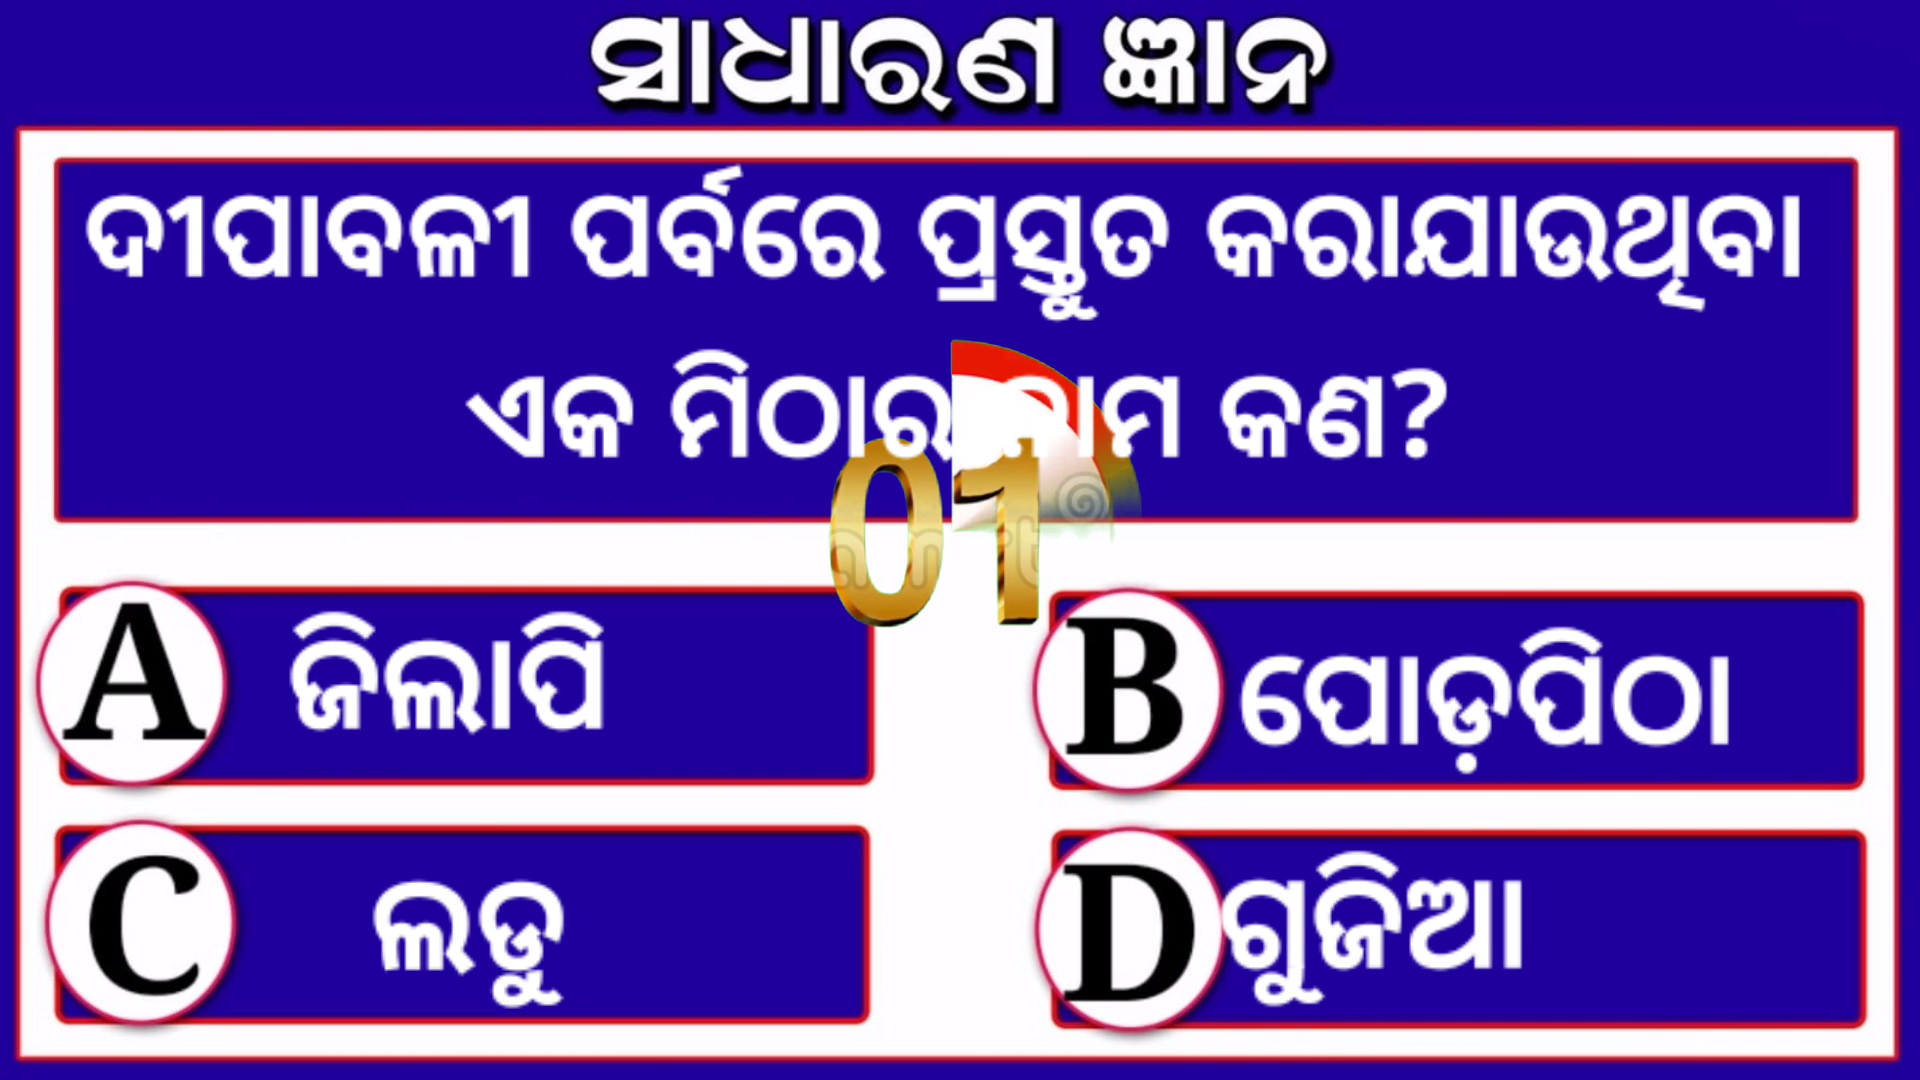 ସାଧାରଣ ଜ୍ଞାନ
ଦୀପାବଳୀ ପର୍ବରେ ପ୍ରସ୍ତୁତ କରାଯାଉଥିବା
ଏକ ମିଠାର ନାମ କଣ?
01
A ଜିଲାପି
B ପୋଡ଼ପିଠା
C ଲଡୁ
D ଗୁଜିଆ